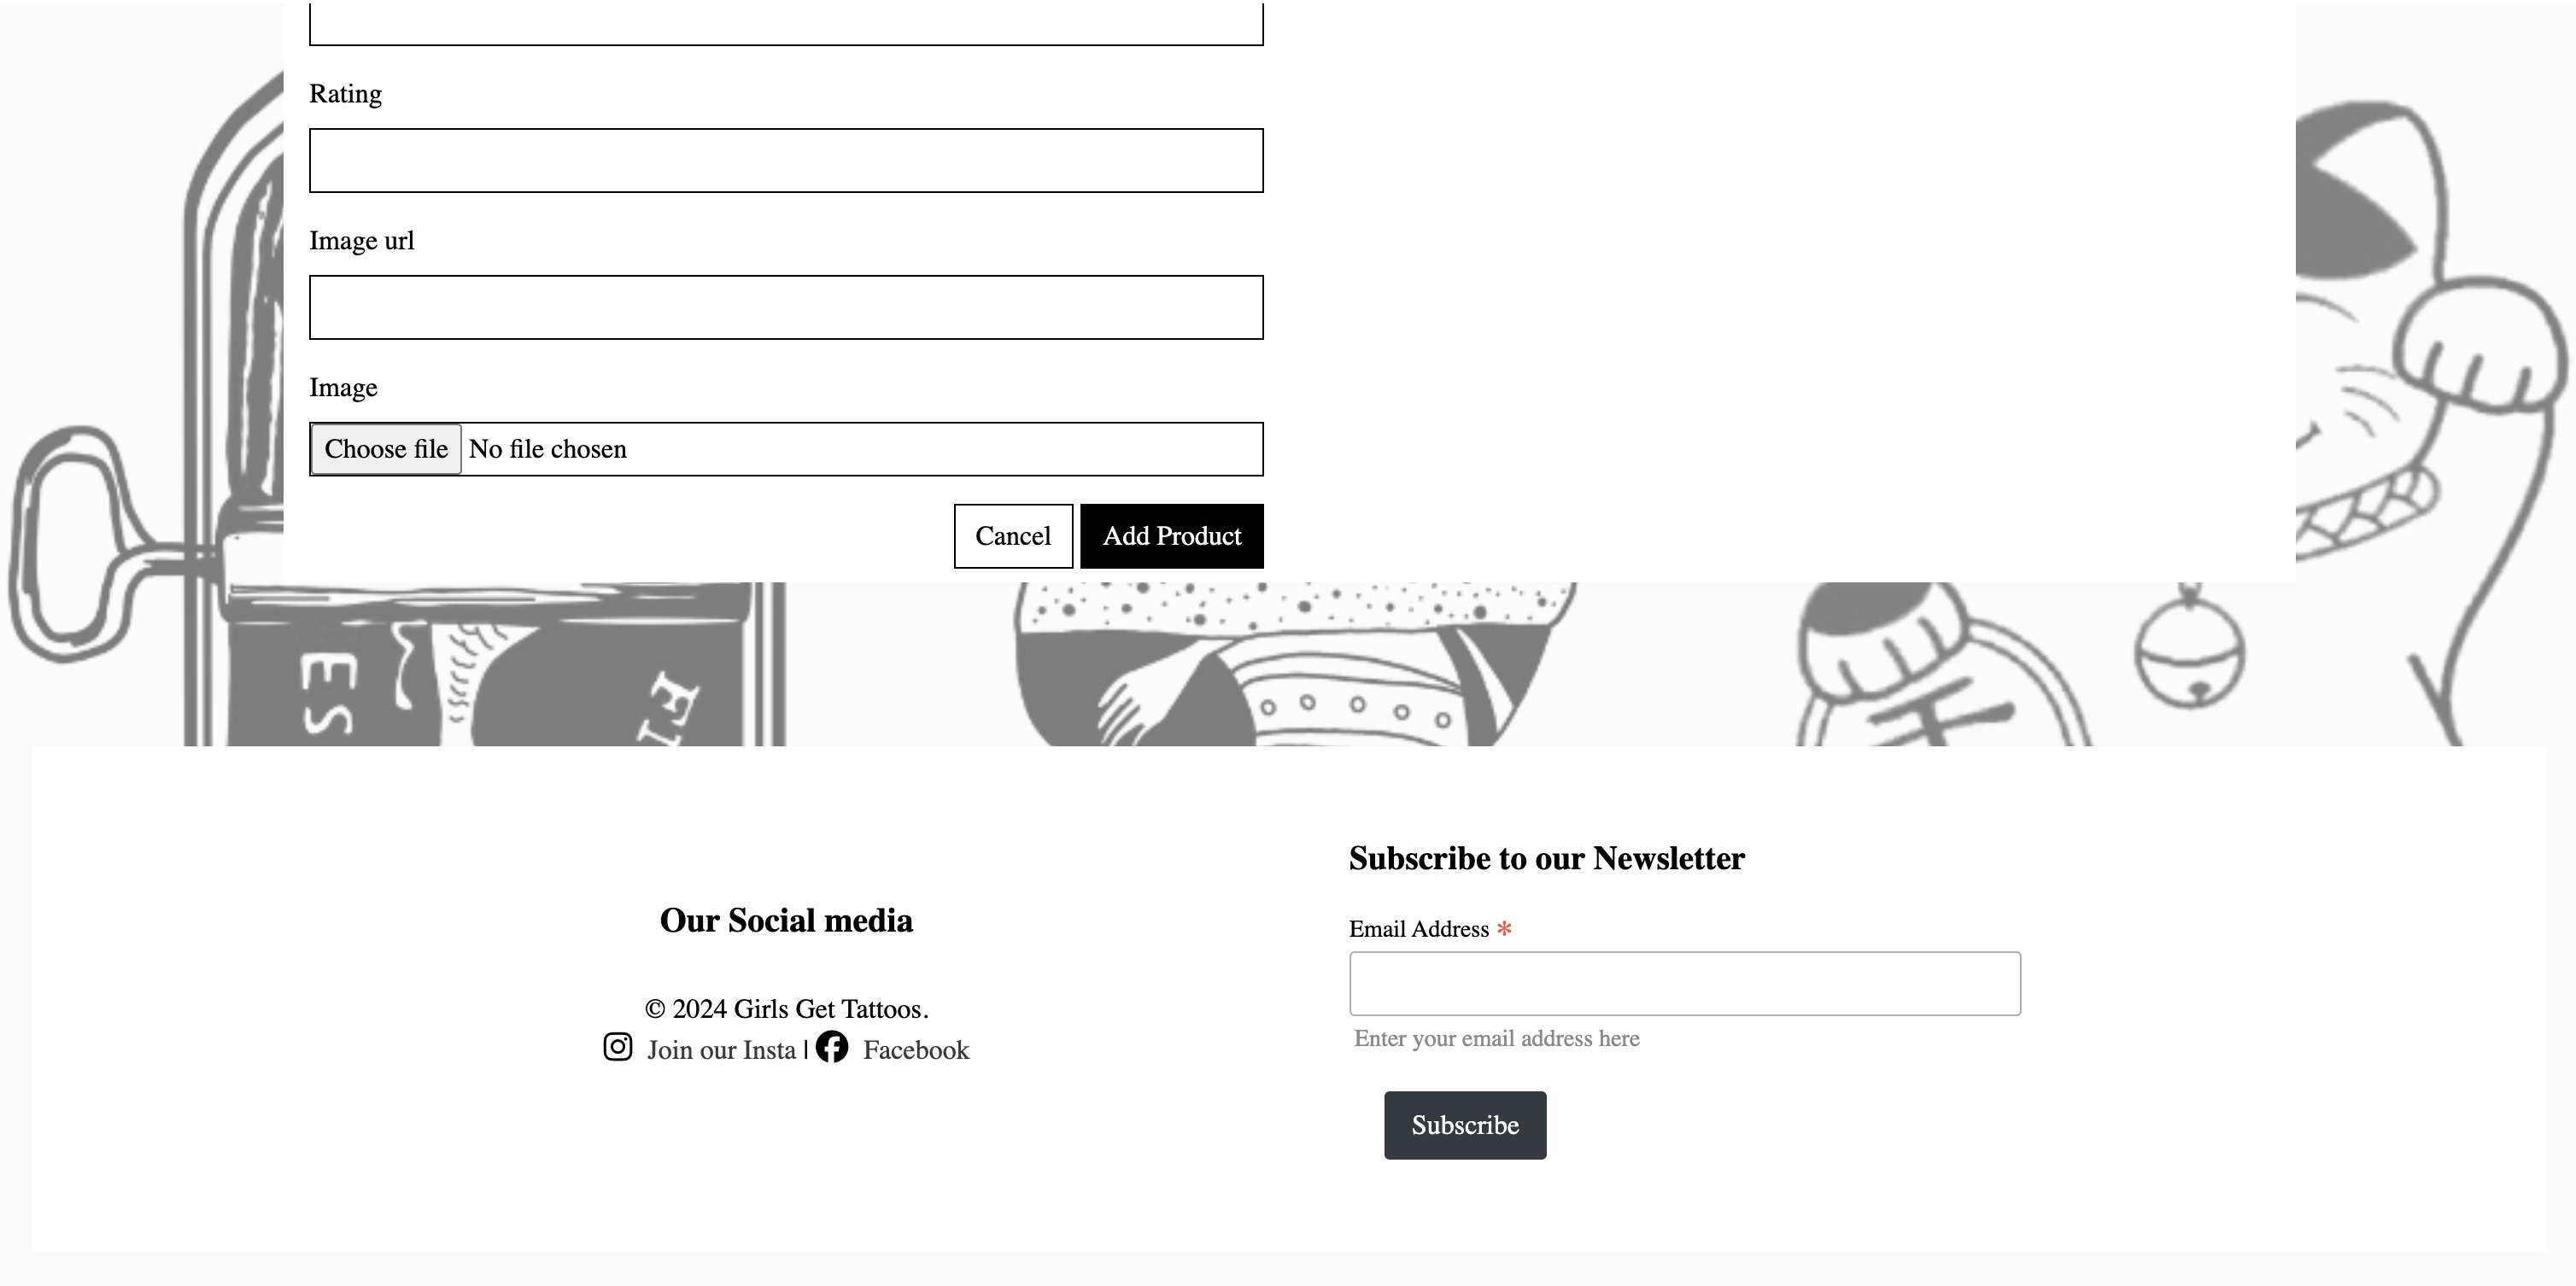 Rating
Image url
Image
Choose file No file chosen
Cancel Add Product
ES
Our Social media
© 2024 Girls Get Tattoos.
Join our Insta | Facebook
Subscribe to our Newsletter
Email Address *
Enter your email address here
Subscribe